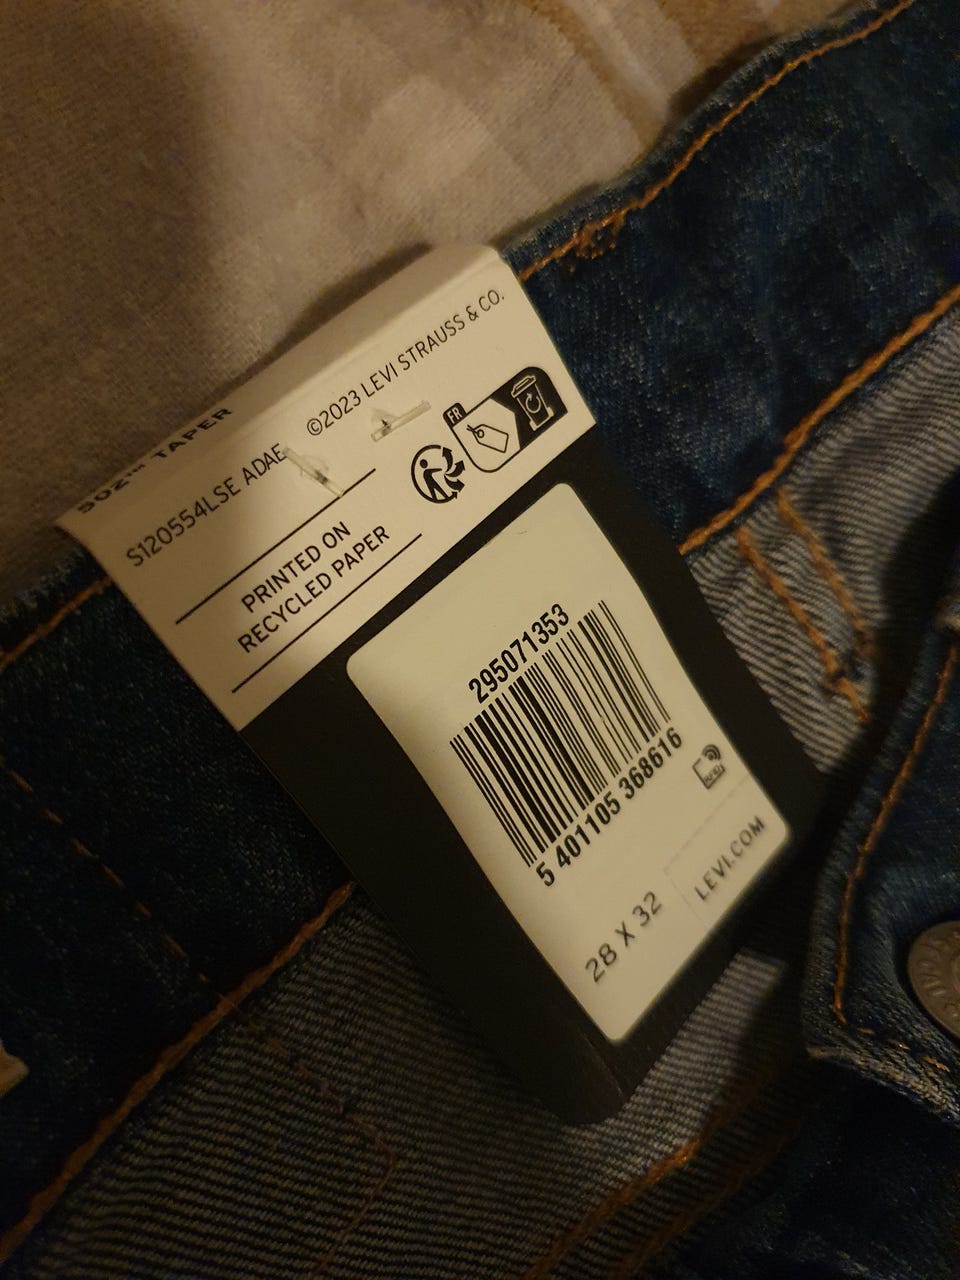 502™ TAPER
S120554LSE ADAE
©2023 LEVI STRAUSS & CO.
FR
PRINTED ON
RECYCLED PAPER
295071353
5 401105 368616
28 X 32
LEVI.COM